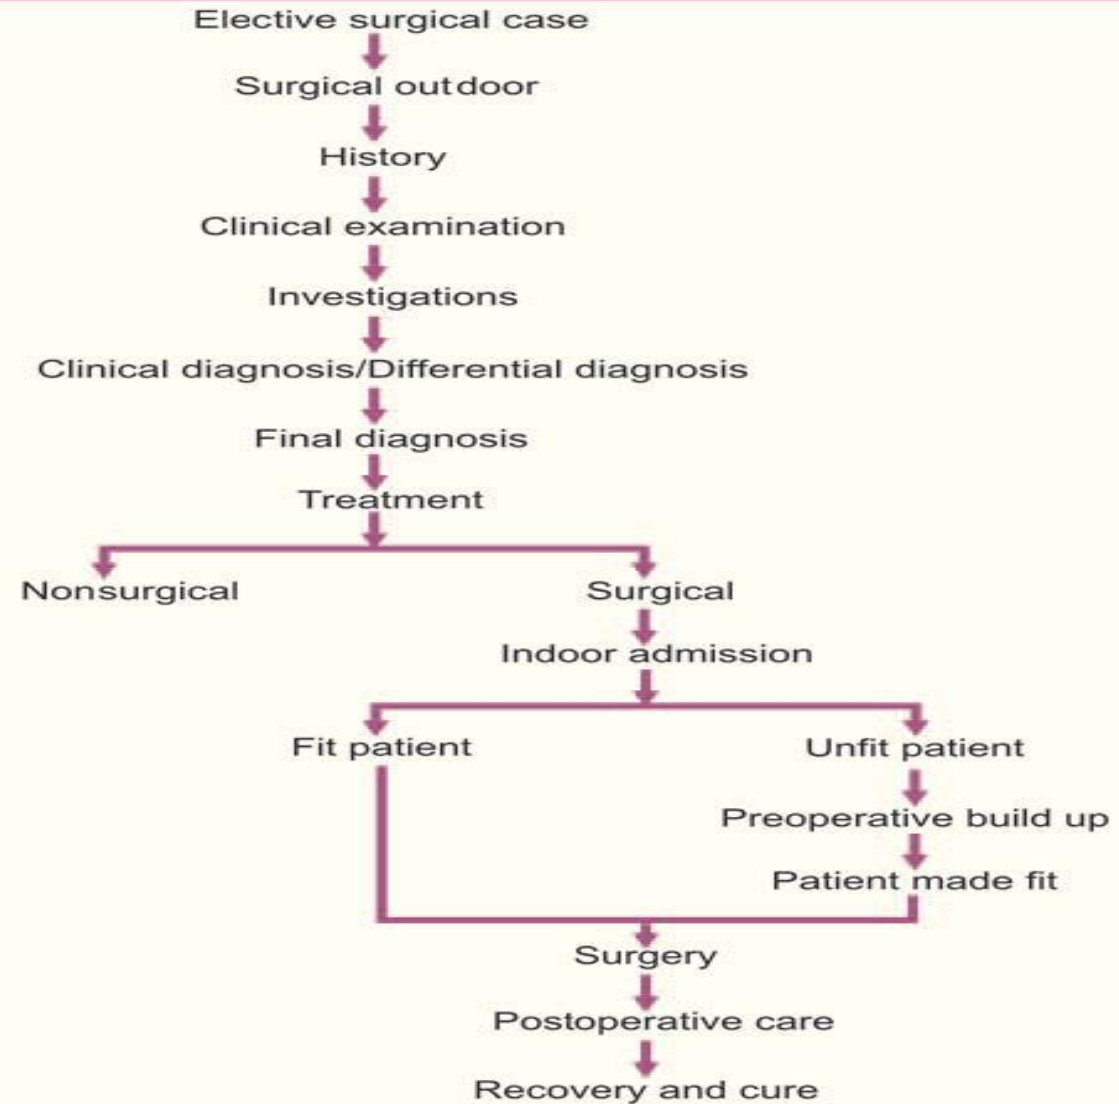 Elective surgical case
Surgical outdoor
History
Clinical examination
Investigations
Clinical diagnosis/Differential diagnosis
Final diagnosis
Treatment
Nonsurgical
Surgical
Indoor admission
Fit patient
Unfit patient
Preoperative build up
Patient made fit
Surgery
Postoperative care
Recovery and cure